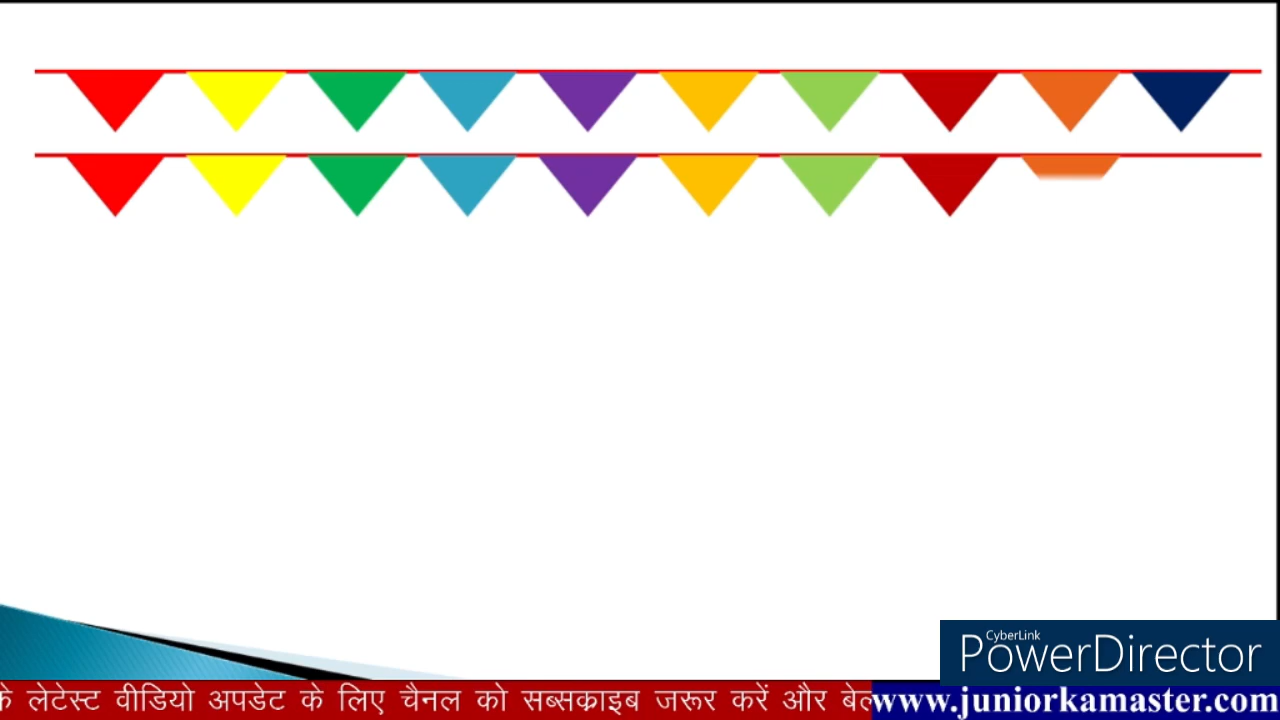 CyberLink
PowerDirector
के लेटेस्ट वीडियो अपडेट के लिए चैनल को सब्सक्राइब जरूर करें और
www.juniorkamaster.com